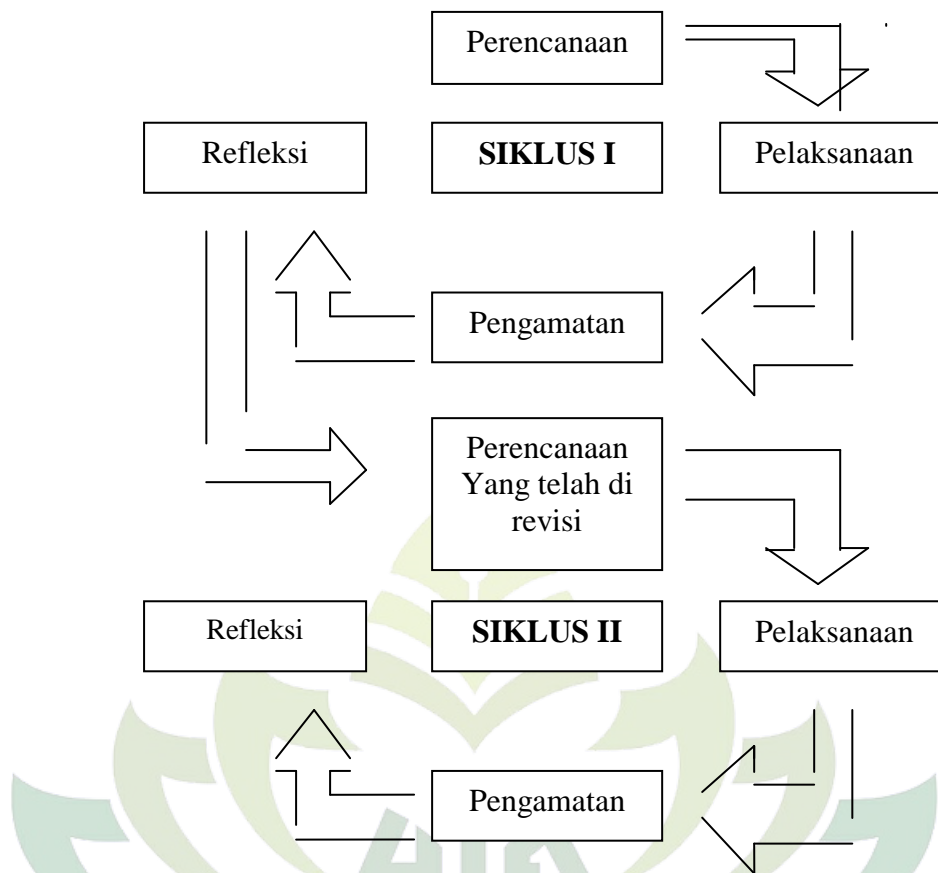 Perencanaan
Refleksi
SIKLUS I
Pelaksanaan
Pengamatan
Perencanaan
Yang telah di
revisi
Refleksi
SIKLUS II
Pelaksanaan
Pengamatan